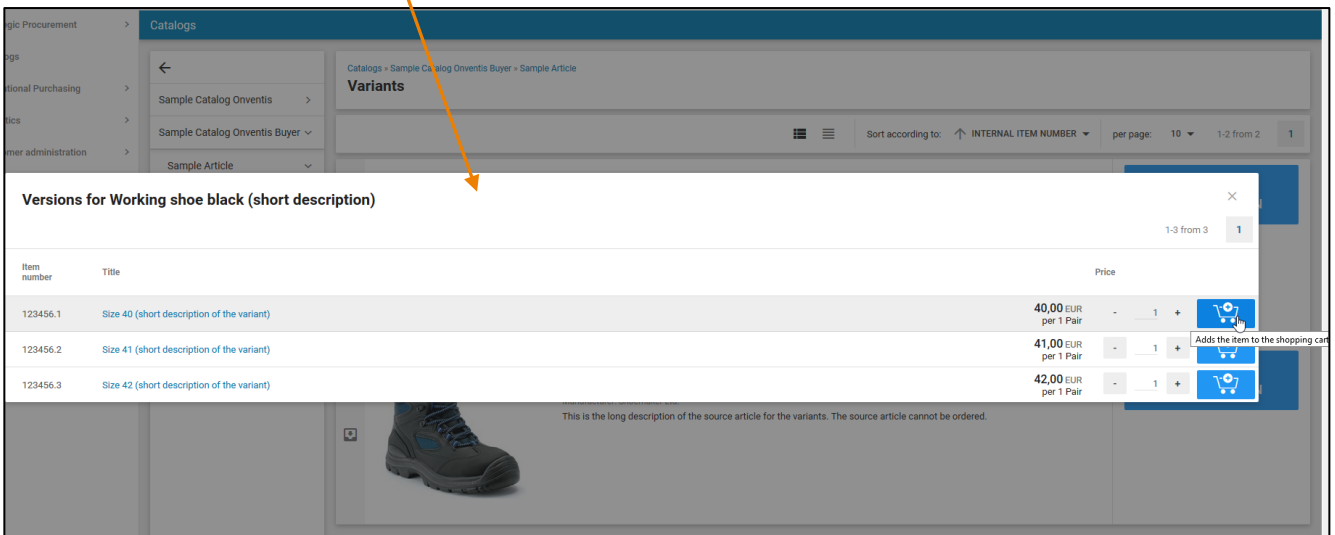 egic Procurement
Catalogs
ogs
Catalogs » Sample Catalog Onventis Buyer » Sample Article
Variants
ational Purchasing
Sample Catalog Onventis
tics
Sample Catalog Onventis Buyer
Sort according to: INTERNAL ITEM NUMBER per page: 10 1-2 from 2 1
omer administration
Sample Article
Versions for Working shoe black (short description)
1-3 from 3 1
Item
number
Title
Price
123456.1 Size 40 (short description of the variant) 40,00 EUR
per 1 Pair
- 1 +
Adds the item to the shopping cart
123456.2 Size 41 (short description of the variant) 41,00 EUR
per 1 Pair
- 1 +
123456.3 Size 42 (short description of the variant) 42,00 EUR
per 1 Pair
- 1 +
This is the long description of the source article for the variants. The source article cannot be ordered.